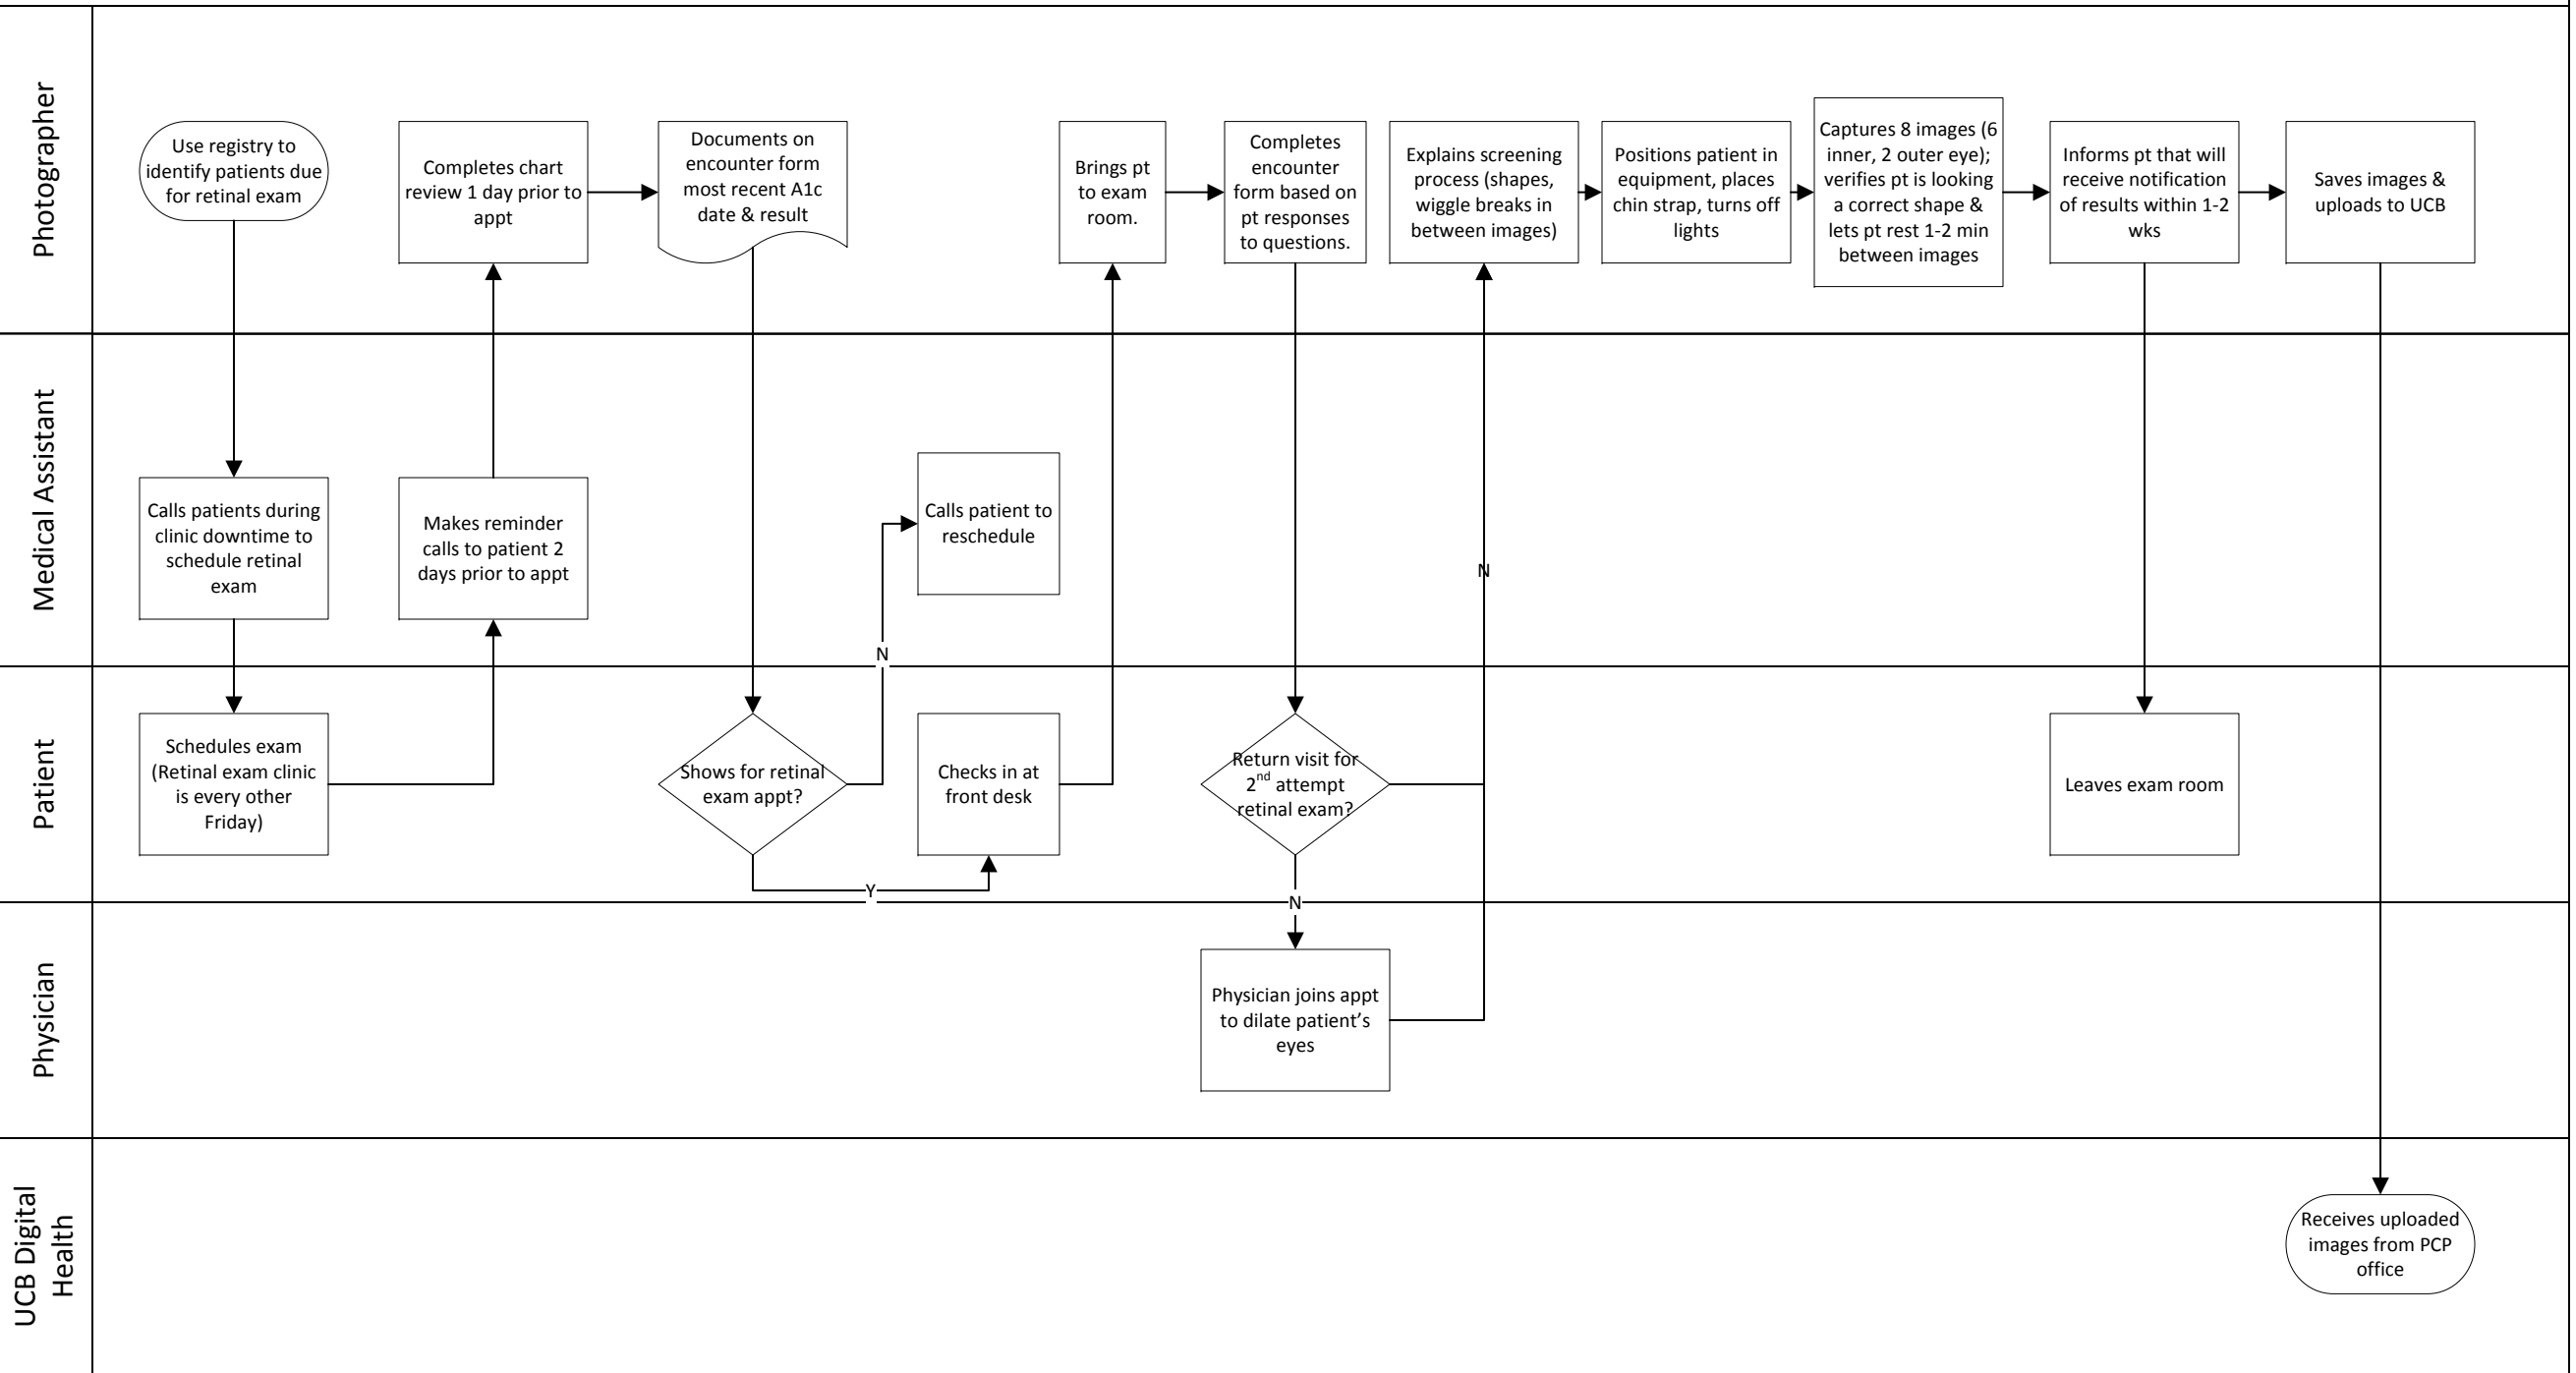 Photographer
Use registry to
identify patients due
for retinal exam
Completes chart
review 1 day prior to
appt
Documents on
encounter form
most recent A1c
date & result
Brings pt
to exam
room.
Completes
encounter
form based on
pt responses
to questions.
Explains screening
process (shapes,
wiggle breaks in
between images)
Positions patient in
equipment, places
chin strap, turns off
lights
Captures 8 images (6
inner, 2 outer eye);
verifies pt is looking
a correct shape &
lets pt rest 1-2 min
between images
Informs pt that will
receive notification
of results within 1-2
wks
Saves images &
uploads to UCB
Medical Assistant
Calls patients during
clinic downtime to
schedule retinal
exam
Makes reminder
calls to patient 2
days prior to appt
Calls patient to
reschedule
N
N
Patient
Schedules exam
(Retinal exam clinic
is every other
Friday)
Shows for retinal
exam appt?
Checks in at
front desk
Return visit for
2nd attempt
retinal exam?
Leaves exam room
Y
N
Physician
Physician joins appt
to dilate patient’s
eyes
UCB Digital
Health
Receives uploaded
images from PCP
office